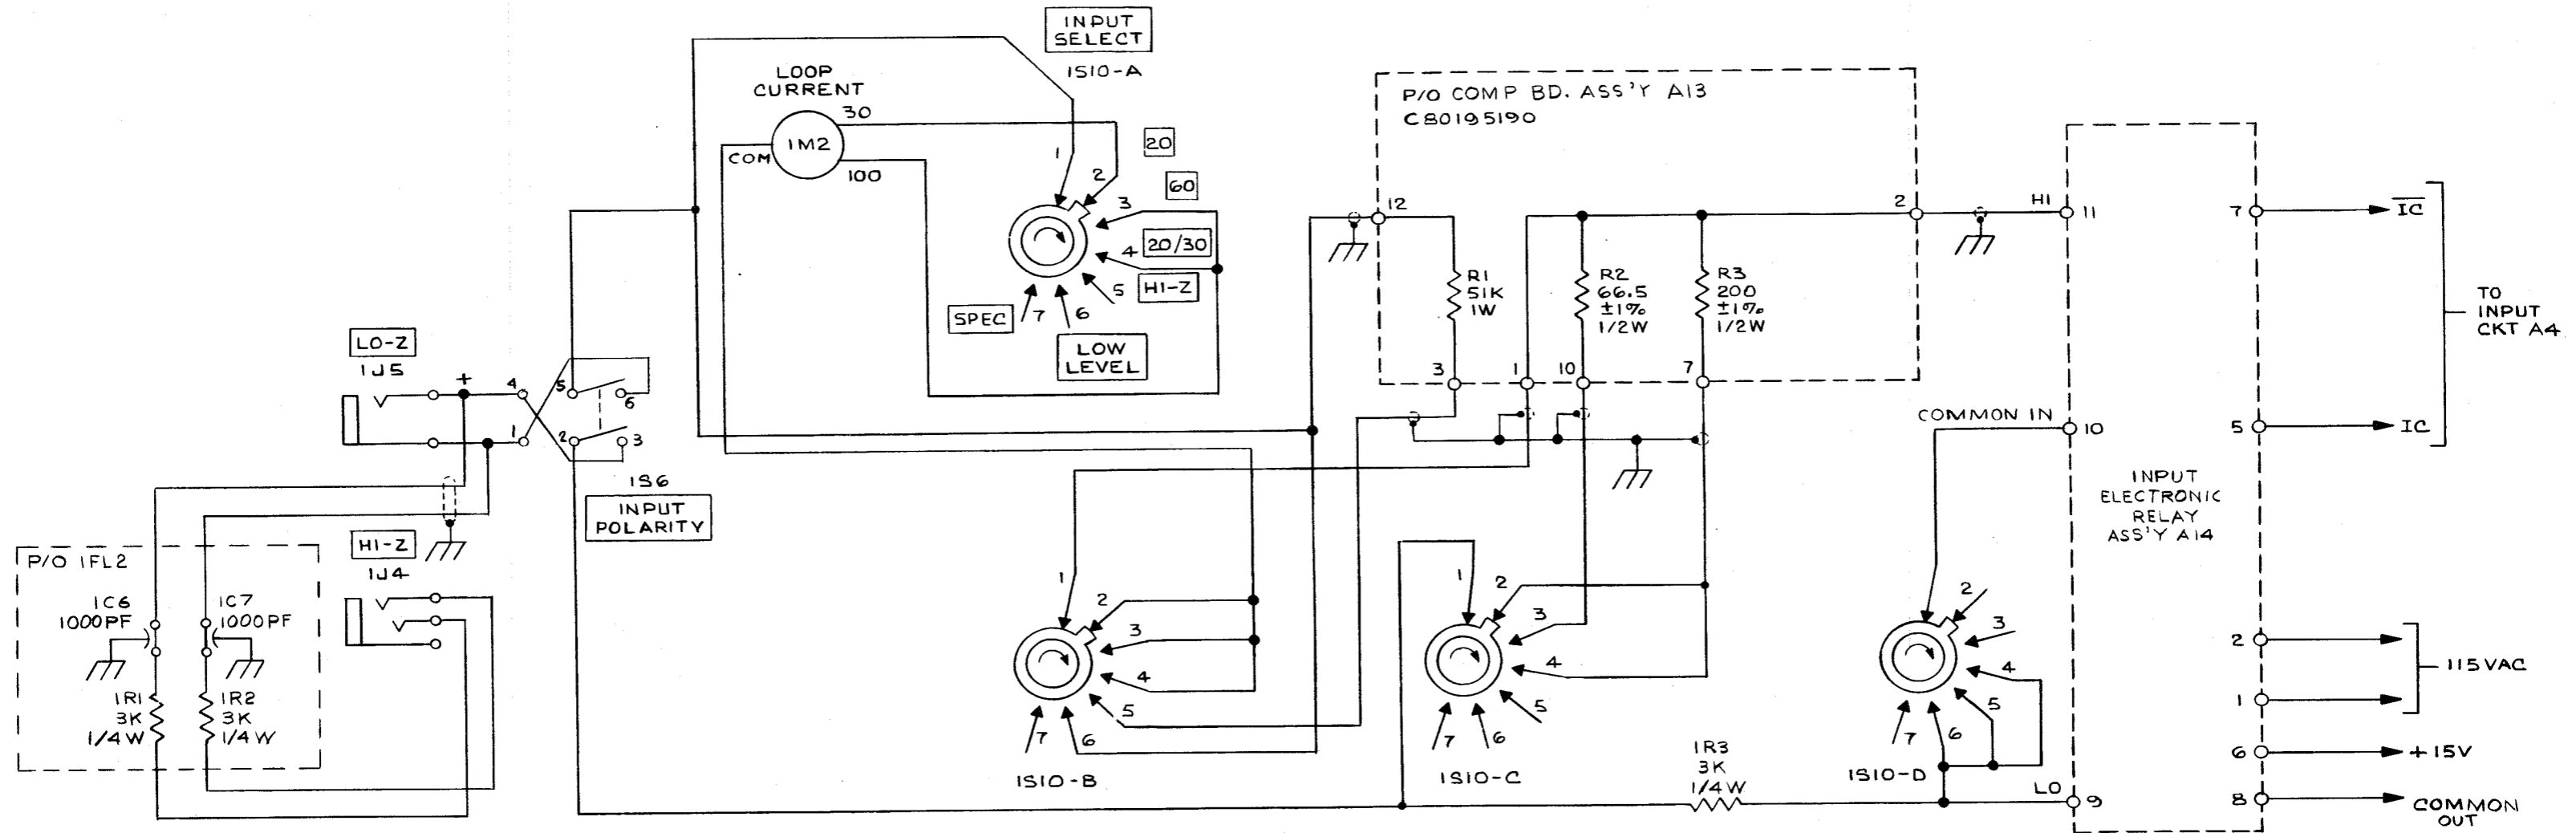 INPUT
SELECT
1S10-A
LOOP
CURRENT
30
1M2
COM
100
1
2
3
4
5
6
7
20
60
20/30
HI-Z
SPEC
LOW
LEVEL
P/O COMP BD. ASS'Y A13
C80195190
12
2
R1
51K
1W
R2
66.5
±1%
1/2W
R3
200
±1%
1/2W
3
1
10
7
HI
11
COMMON IN
10
INPUT
ELECTRONIC
RELAY
ASS'Y A14
LO
9
7
IC
5
IC
TO
INPUT
CKT A4
2
1
115VAC
6
+15V
8
COMMON
OUT
LO-Z
1J5
+
4
1
5
6
2
3
1S6
INPUT
POLARITY
HI-Z
1J4
P/O 1FL2
1C6
1000PF
1C7
1000PF
1R1
3K
1/4W
1R2
3K
1/4W
1
2
3
4
5
6
7
1S10-B
1
2
3
4
5
6
7
1S10-C
1R3
3K
1/4W
2
3
4
5
6
7
1S10-D